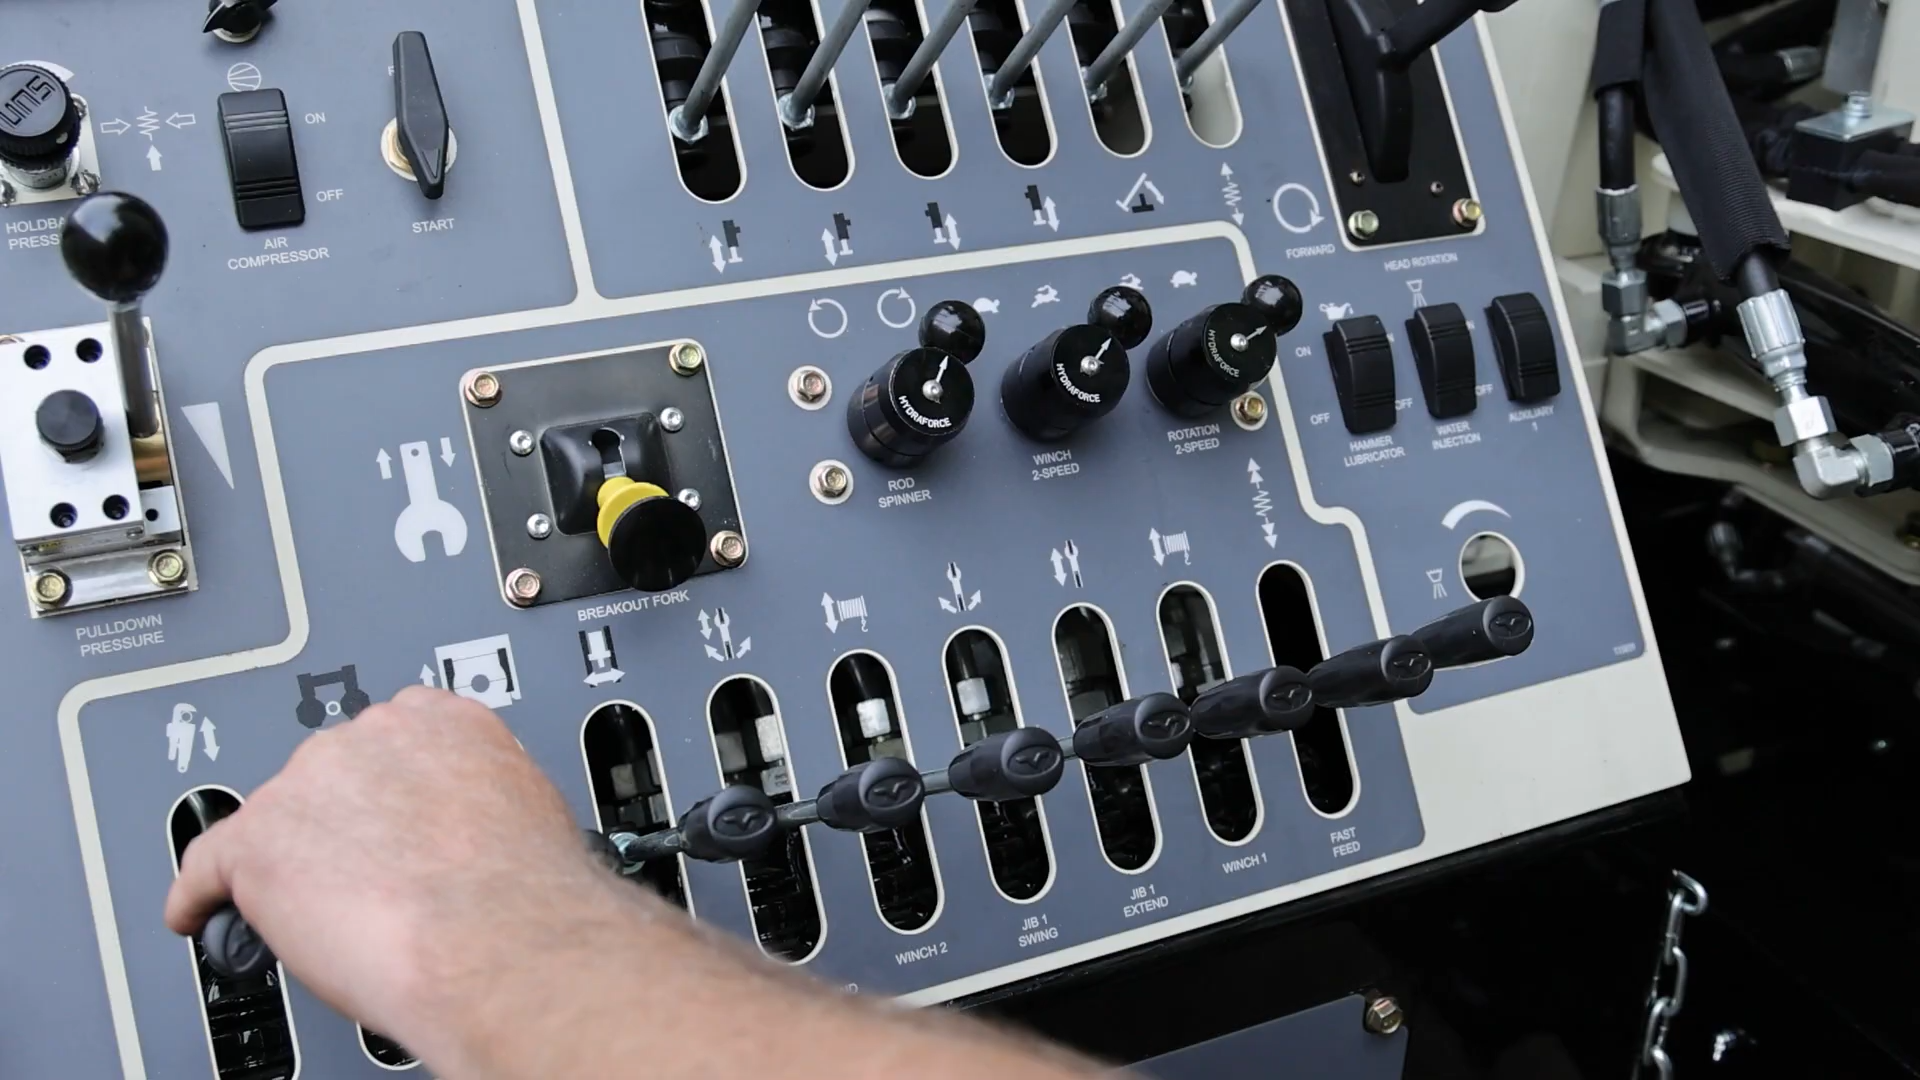 SUN
ON
OFF
AIR
COMPRESSOR
START
FORWARD
HEAD ROTATION
PULLDOWN
PRESSURE
BREAKOUT FORK
HYDRAFORCE
ROD
SPINNER
HYDRAFORCE
WINCH
2-SPEED
HYDRAFORCE
ROTATION
2-SPEED
ON
OFF
HAMMER
LUBRICATOR
OFF
WATER
INJECTION
OFF
AUXILIARY
1
WINCH 2
JIB 1
SWING
JIB 1
EXTEND
WINCH 1
FAST
FEED